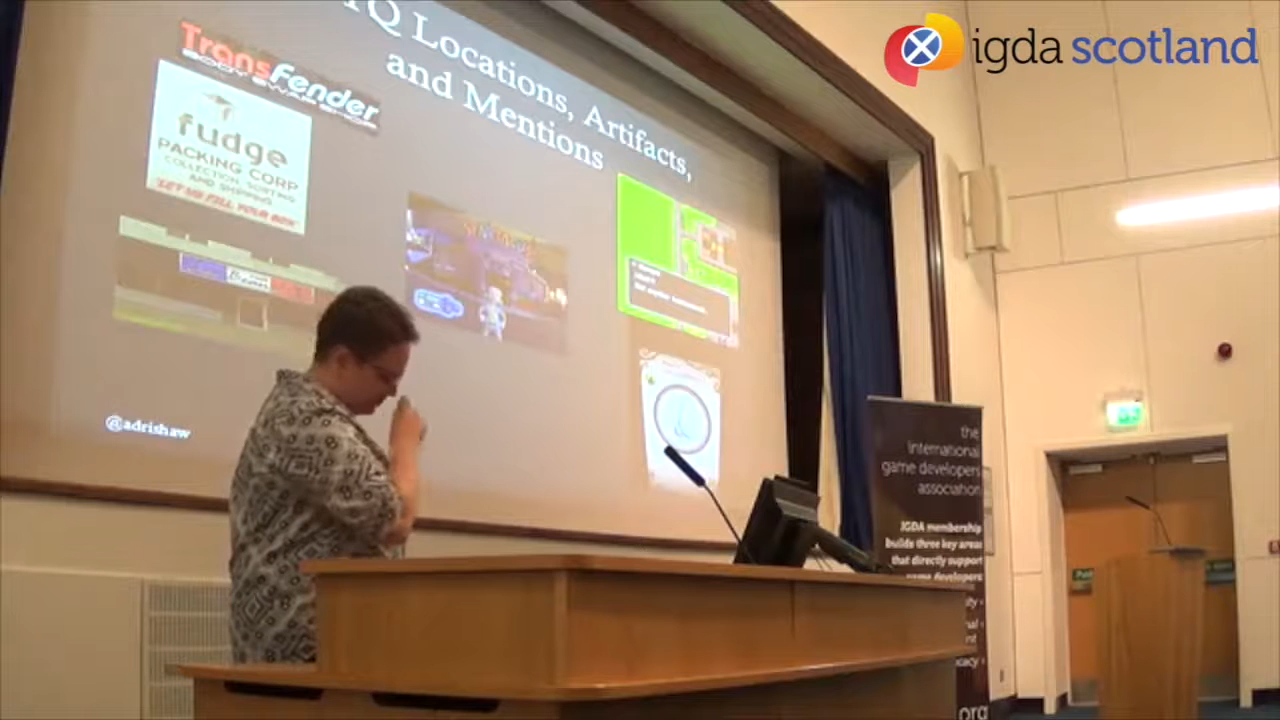 igda scotland
Q Locations, Artifacts,
and Mentions
TransFender
fudge
PACKING CORP
COLLECTION, SORTING
AND SHIPPING
LET US FILL YOUR BOX
@adrishaw
the
international
game developers
association
IGDA membership
builds three key areas
that directly support
game developers
org